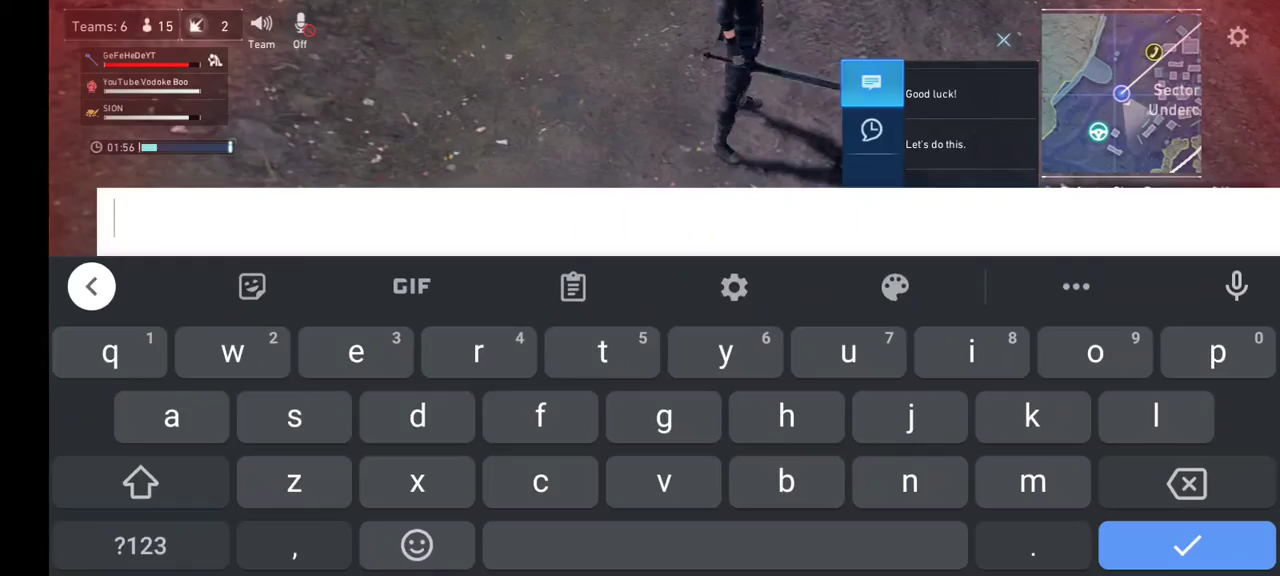 Teams: 6 15 2
Team
Off
GeFeHeDeYT
YouTube Vodoke Boo
SION
01:56
Good luck!
Let's do this.
Sector
Underc
GIF
q 1 w 2 e 3 r 4 t 5 y 6 u 7 i 8 o 9 p 0
a s d f g h j k l
z x c v b n m
?123 , .